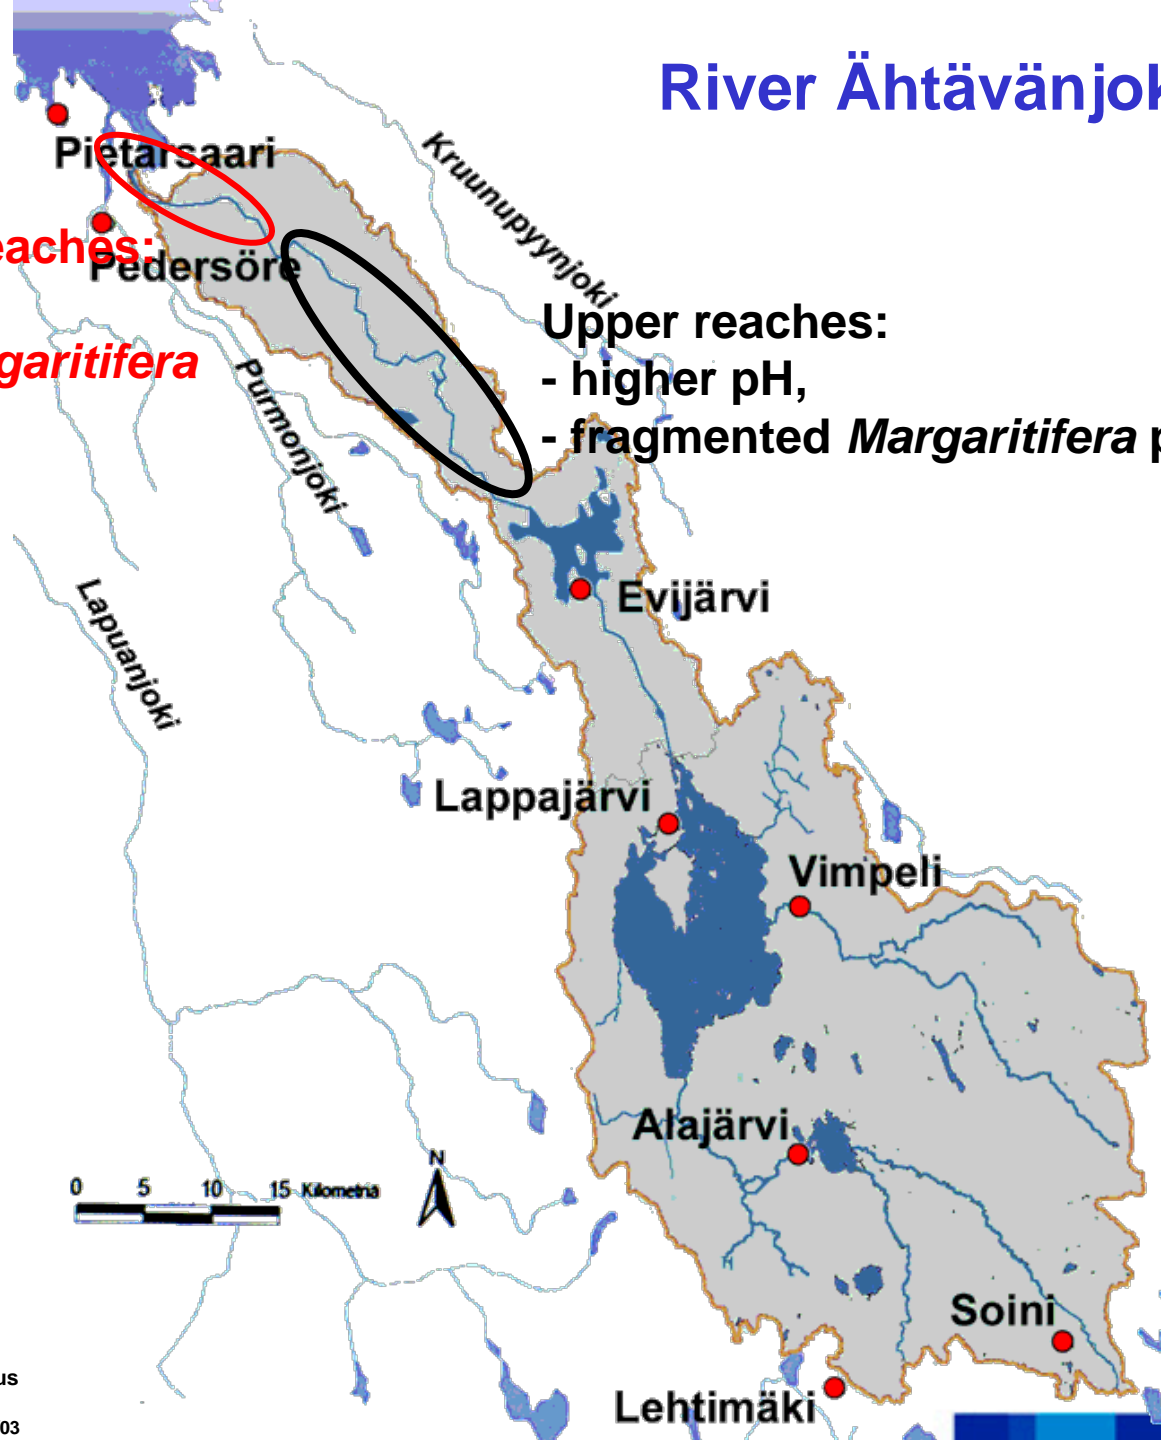 River Ähtävänjok
Pietarsaari
Kruunupyynjoki
eaches:
Pedersöre
Upper reaches:
garitifera
- higher pH,
Purmonjoki
- fragmented Margaritifera p
Evijärvi
Lapuanjoki
Lappajärvi
Vimpeli
Alajärvi
N
0 5 10 15 Kilometriä
Soini
us
Lehtimäki
03